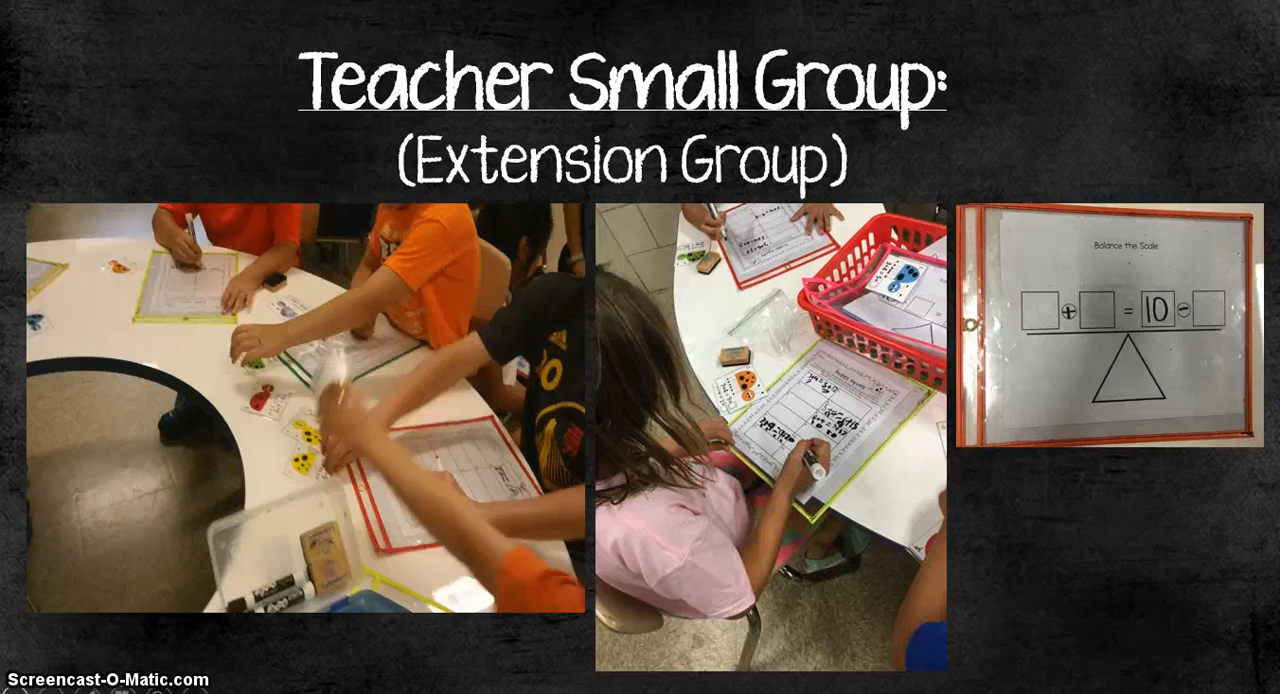 Teacher Small Group:
(Extension Group)
Balance the Scale
+ = 10 -
Screencast-O-Matic.com